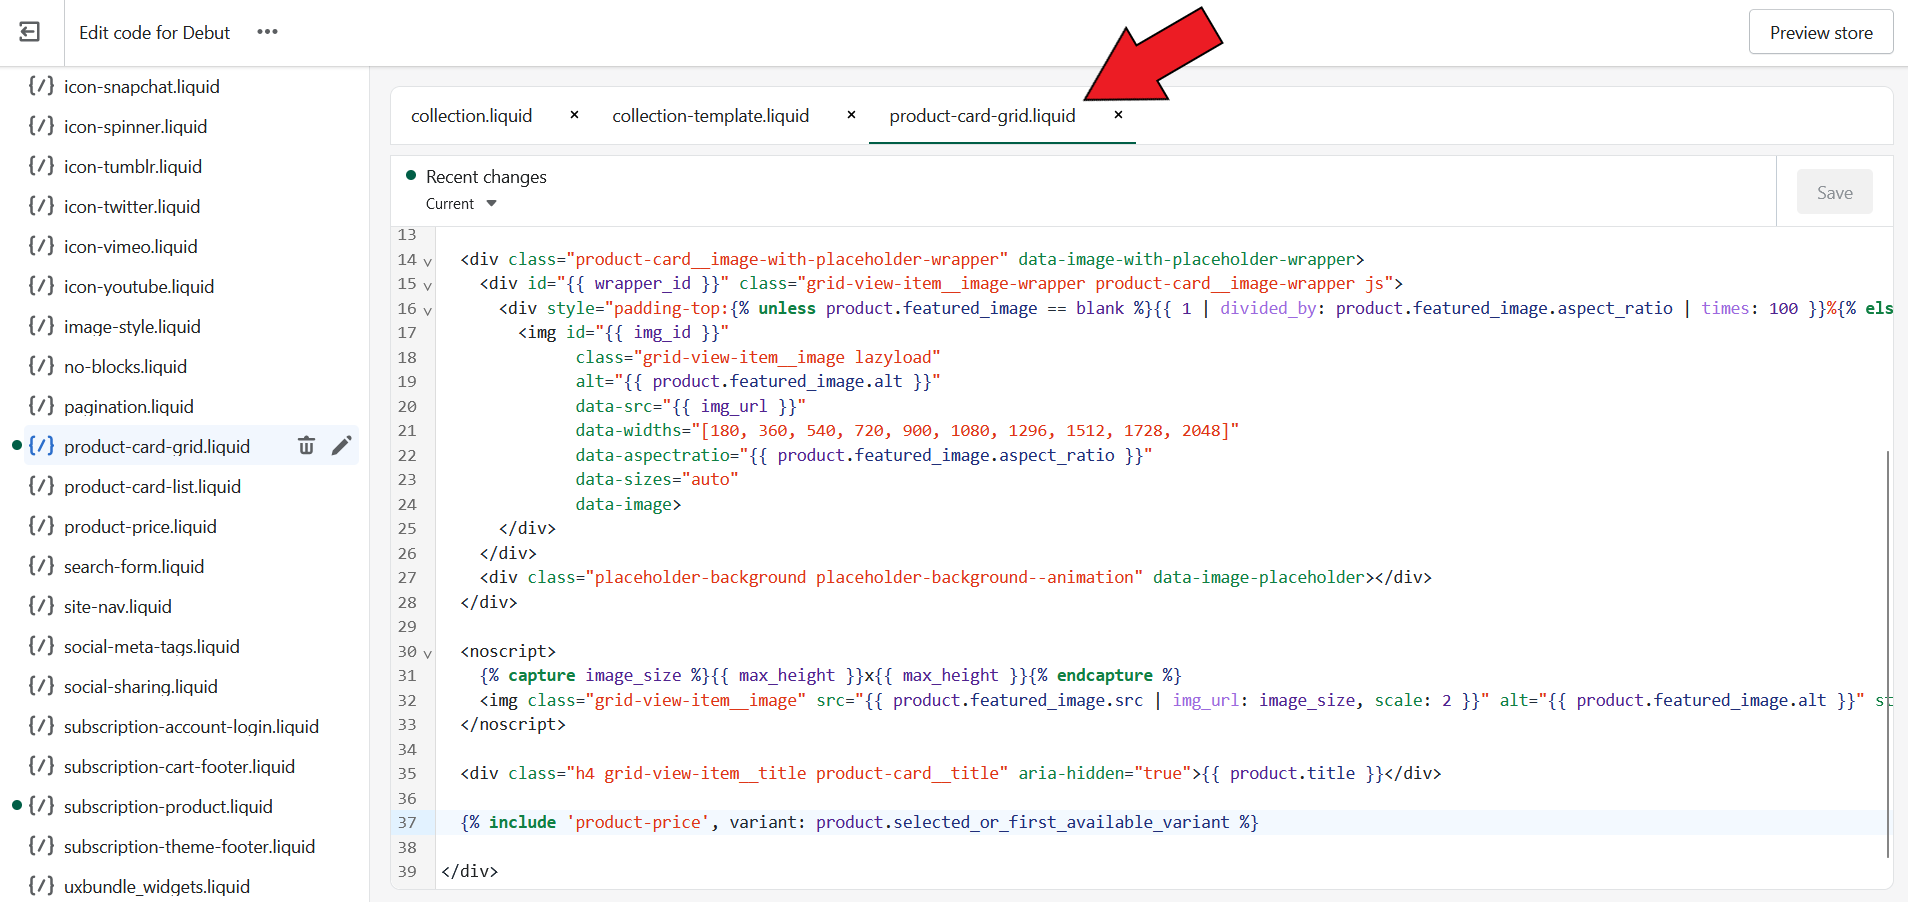 Edit code for Debut
Preview store
{/} icon-snapchat.liquid
{/} icon-spinner.liquid
{/} icon-tumblr.liquid
{/} icon-twitter.liquid
{/} icon-vimeo.liquid
{/} icon-youtube.liquid
{/} image-style.liquid
{/} no-blocks.liquid
{/} pagination.liquid
{/} product-card-grid.liquid
{/} product-card-list.liquid
{/} product-price.liquid
{/} search-form.liquid
{/} site-nav.liquid
{/} social-meta-tags.liquid
{/} social-sharing.liquid
{/} subscription-account-login.liquid
{/} subscription-cart-footer.liquid
{/} subscription-product.liquid
{/} subscription-theme-footer.liquid
{/} uxbundle_widgets.liquid
collection.liquid × collection-template.liquid × product-card-grid.liquid ×
Recent changes
Current
Save
13
14 <div class="product-card__image-with-placeholder-wrapper" data-image-with-placeholder-wrapper>
15 <div id="{{ wrapper_id }}" class="grid-view-item__image-wrapper product-card__image-wrapper js">
16 <div style="padding-top:{% unless product.featured_image == blank %}{{ 1 | divided_by: product.featured_image.aspect_ratio | times: 100 }}%{% els
17 <img id="{{ img_id }}"
18 class="grid-view-item__image lazyload"
19 alt="{{ product.featured_image.alt }}"
20 data-src="{{ img_url }}"
21 data-widths="[180, 360, 540, 720, 900, 1080, 1296, 1512, 1728, 2048]"
22 data-aspectratio="{{ product.featured_image.aspect_ratio }}"
23 data-sizes="auto"
24 data-image>
25 </div>
26 </div>
27 <div class="placeholder-background placeholder-background--animation" data-image-placeholder></div>
28 </div>
29
30 <noscript>
31 {% capture image_size %}{{ max_height }}x{{ max_height }}{% endcapture %}
32 <img class="grid-view-item__image" src="{{ product.featured_image.src | img_url: image_size, scale: 2 }}" alt="{{ product.featured_image.alt }}" st
33 </noscript>
34
35 <div class="h4 grid-view-item__title product-card__title" aria-hidden="true">{{ product.title }}</div>
36
37 {% include 'product-price', variant: product.selected_or_first_available_variant %}
38
39 </div>